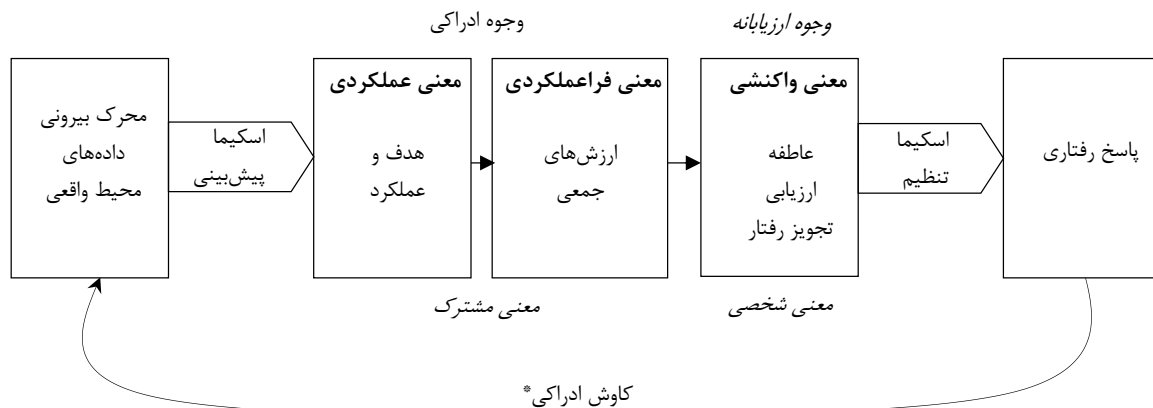 وجوه ادراکی
وجوه ارزیابانه
محرک بیرونی
داده‌های
محیط واقعی
اسکیما
پیش‌بینی
معنی عملکردی
هدف و
عملکرد
معنی فراعملکردی
ارزش‌های
جمعی
معنی واکنشی
عاطفه
ارزیابی
تجویز رفتار
اسکیما
تنظیم
پاسخ رفتاری
معنی مشترک
معنی شخصی
کاوش ادراکی*